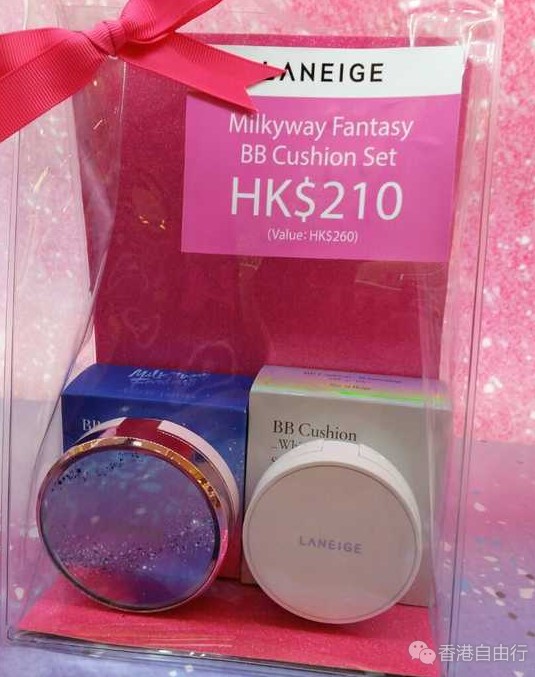 LANEIGE
Milkyway Fantasy
BB Cushion Set
HK$210
(Value: HK$260)
BB
BB Cushion
LANEIGE
香港自由行